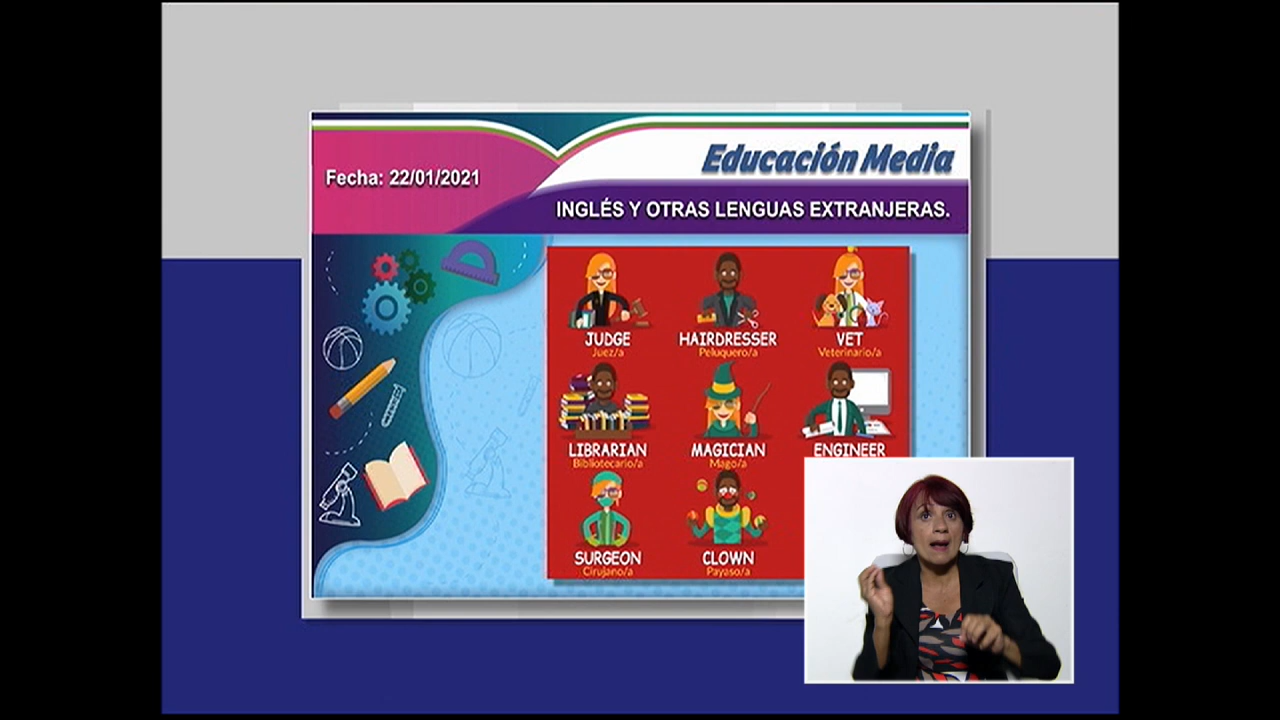 Educación Media
Fecha: 22/01/2021
INGLÉS Y OTRAS LENGUAS EXTRANJERAS.
JUDGE HAIRDRESSER VET
Juez/a Peluquero/a Veterinario/a
LIBRARIAN MAGICIAN ENGINEER
Bibliotecario/a Mago/a
SURGEON CLOWN
Cirujano/a Payaso/a